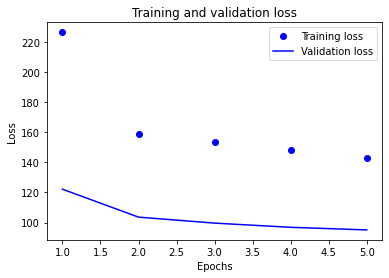 Training and validation loss
Training loss
Validation loss
Loss
220
200
180
160
140
120
100
1.0 1.5 2.0 2.5 3.0 3.5 4.0 4.5 5.0
Epochs